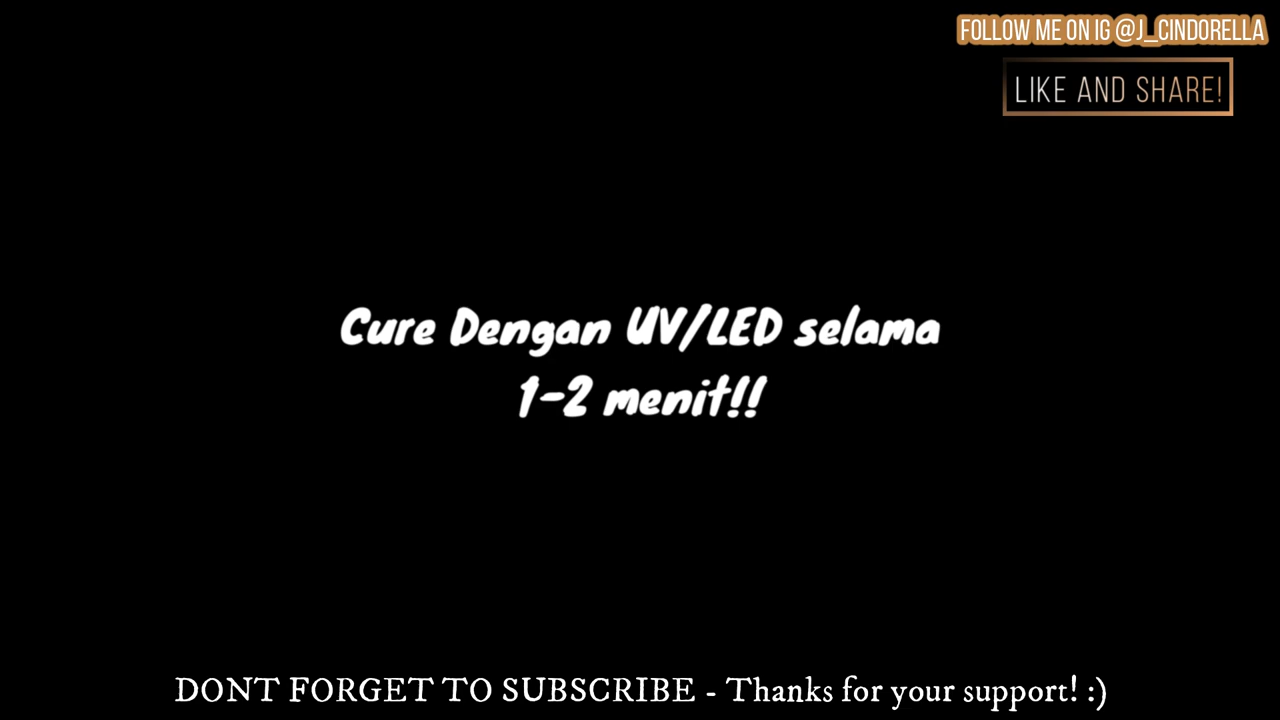 FOLLOW ME ON IG @J_CINDORELLA
LIKE AND SHARE!
Cure Dengan UV/LED selama
1-2 menit!!
DONT FORGET TO SUBSCRIBE - Thanks for your support! :)